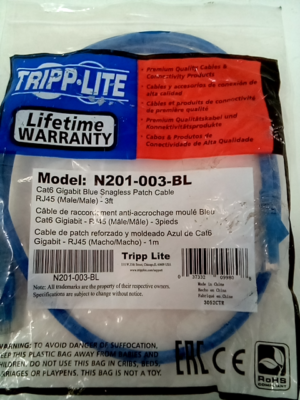 TRIPP·LITE
Lifetime
WARRANTY
• Premium Quality Cables &
Connectivity Products
• Cables y accesorios de conexión de
alta calidad
• Câbles et produits de connectivité
de première qualité
• Premium Qualitätskabel und
Konnektivitätsprodukte
• Cabos & Produtos de
Conectividade de Alta Qualidade
Model: N201-003-BL
Cat6 Gigabit Blue Snagless Patch Cable
RJ45 (Male/Male) - 3ft
Câble de raccordement anti-accrochage moulé Bleu
Cat6 Gigabit - RJ45 (Mâle/Mâle) - 3pieds
Cable de patch reforzado y moldeado Azul de Cat6
Gigabit - RJ45 (Macho/Macho) - 1m
N201-003-BL
Tripp Lite
Made in China
Note: All trademarks are the property of their respective owners.
Specifications are subject to change without notice.
WARNING: TO AVOID DANGER OF SUFFOCATION,
KEEP THIS PLASTIC BAG AWAY FROM BABIES AND
CHILDREN. DO NOT USE THIS BAG IN CRIBS, BEDS,
CARRIAGES OR PLAYPENS. THIS BAG IS NOT A TOY.
EAC CE
RoHS
COMPLIANT